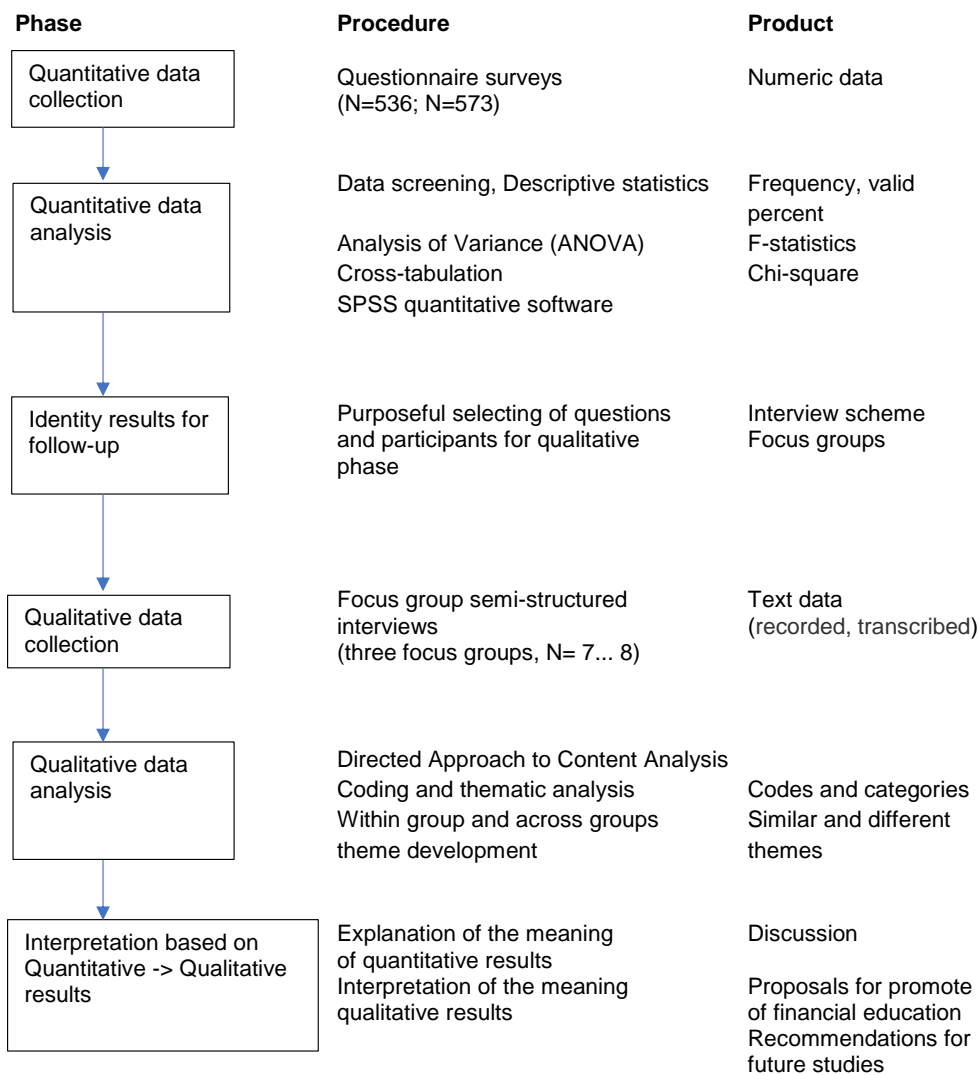 Phase Procedure Product
Quantitative data
collection
Questionnaire surveys
(N=536; N=573)
Numeric data
Quantitative data
analysis
Data screening, Descriptive statistics
Analysis of Variance (ANOVA)
Cross-tabulation
SPSS quantitative software
Frequency, valid
percent
F-statistics
Chi-square
Identity results for
follow-up
Purposeful selecting of questions
and participants for qualitative
phase
Interview scheme
Focus groups
Qualitative data
collection
Focus group semi-structured
interviews
(three focus groups, N= 7... 8)
Text data
(recorded, transcribed)
Qualitative data
analysis
Directed Approach to Content Analysis
Coding and thematic analysis
Within group and across groups
theme development
Codes and categories
Similar and different
themes
Interpretation based on
Quantitative -> Qualitative
results
Explanation of the meaning
of quantitative results
Interpretation of the meaning
qualitative results
Discussion
Proposals for promote
of financial education
Recommendations for
future studies